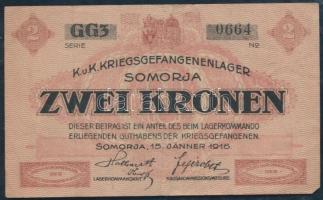 2 GG3 0664 2
SERIE Nº
K.u.K. KRIEGSGEFANGENENLAGER
SOMORJA
ZWEI KRONEN
DIESER BETRAG IST EIN ANTEIL DES BEIM LAGERKOMMANDO
ERLIEGENDEN GUTHABENS DER KRIEGSGEFANGENEN.
SOMORJA, 15. JÄNNER 1916
LAGERKOMMANDANT